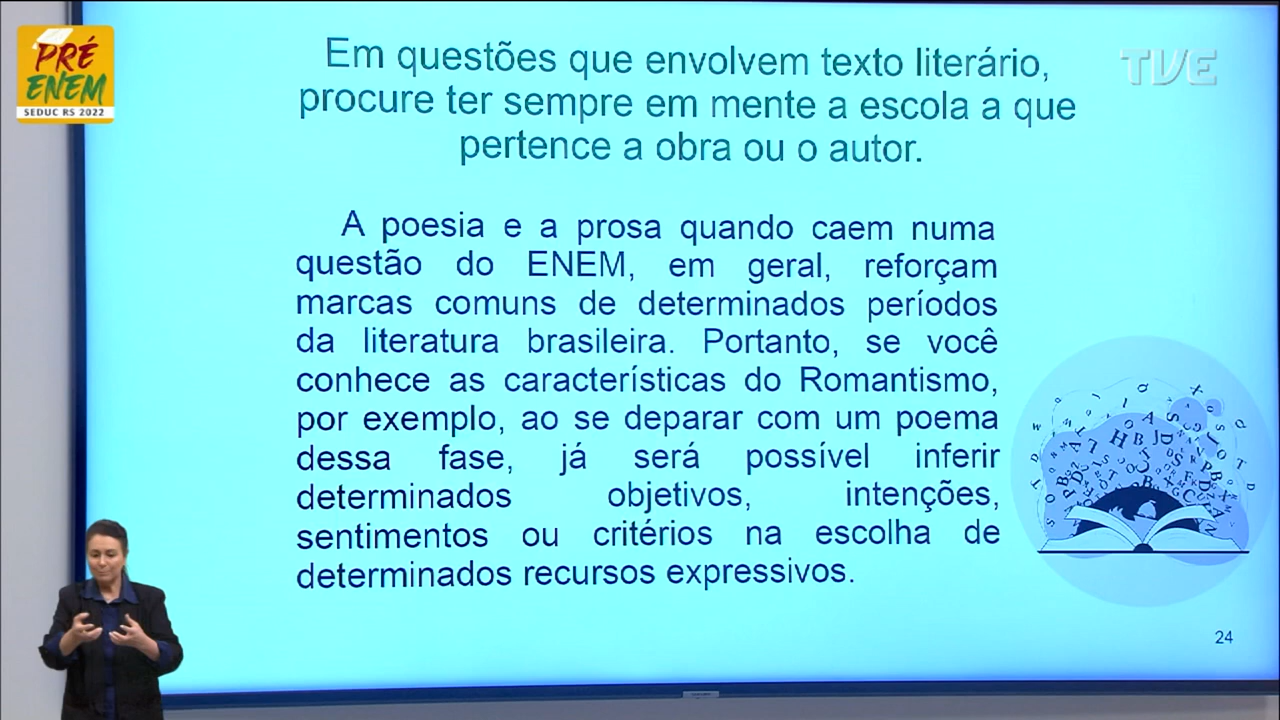 PRÉ
ENEM
SEDUC RS 2022
TVE
Em questões que envolvem texto literário,
procure ter sempre em mente a escola a que
pertence a obra ou o autor.
A poesia e a prosa quando caem numa
questão do ENEM, em geral, reforçam
marcas comuns de determinados períodos
da literatura brasileira. Portanto, se você
conhece as características do Romantismo,
por exemplo, ao se deparar com um poema
dessa fase, já será possível inferir
determinados objetivos, intenções,
sentimentos ou critérios na escolha de
determinados recursos expressivos.
24